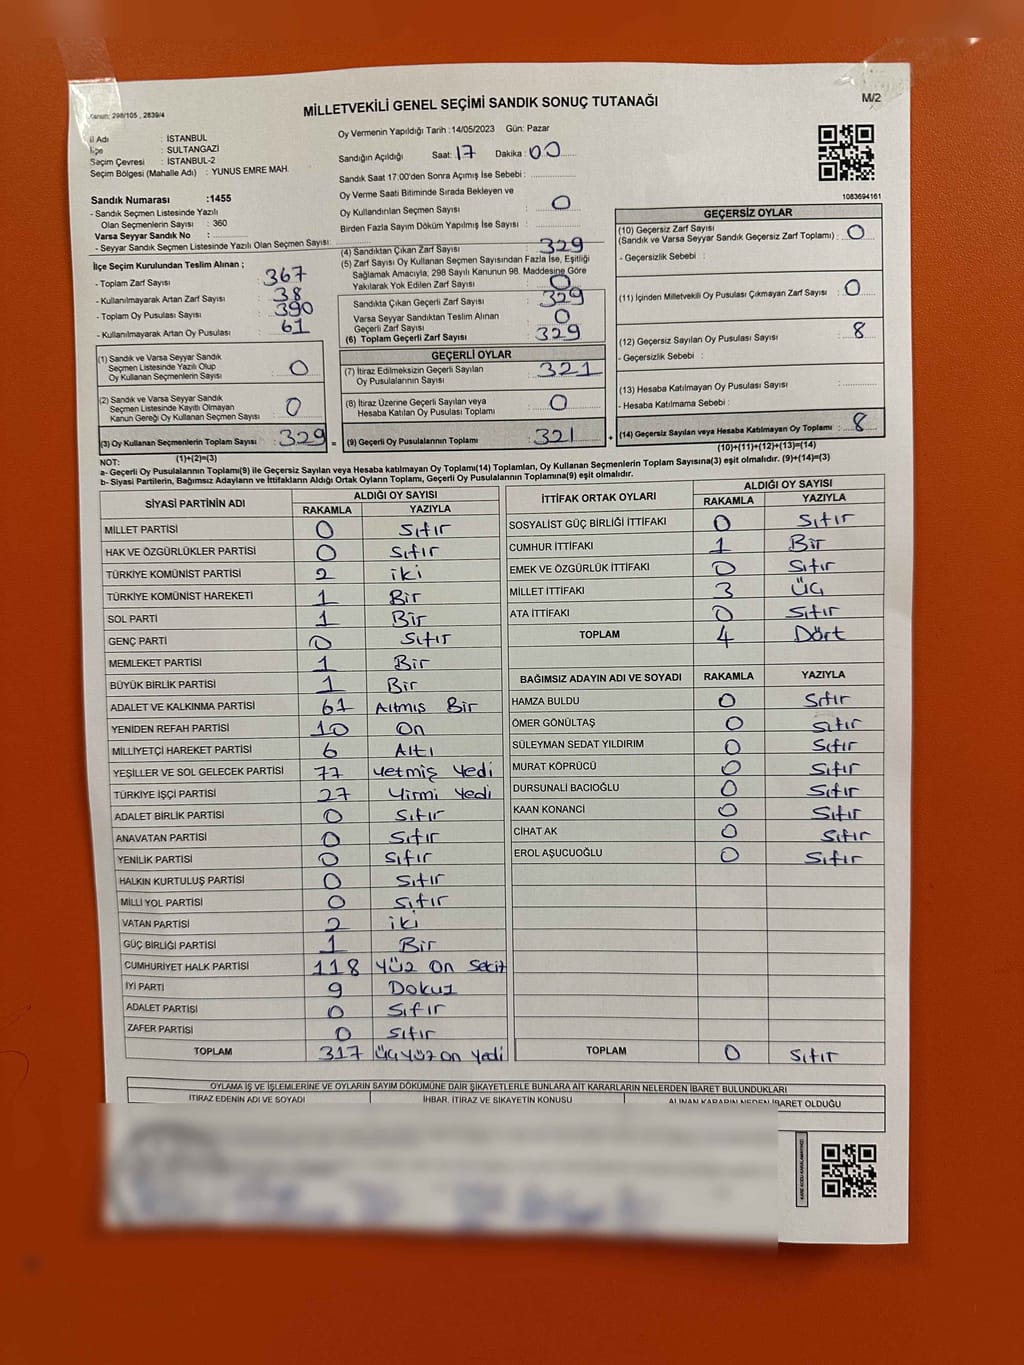 MİLLETVEKİLİ GENEL SEÇİMİ SANDIK SONUÇ TUTANAĞI
M/2
Kanun: 298/105 , 2839/4
İl Adı : İSTANBUL
İlçe : SULTANGAZİ
Seçim Çevresi : İSTANBUL-2
Seçim Bölgesi (Mahalle Adı) : YUNUS EMRE MAH.
Oy Vermenin Yapıldığı Tarih : 14/05/2023 Gün: Pazar
Sandığın Açıldığı Saat: 17 Dakika : 00
Sandık Saat 17:00'den Sonra Açılmış İse Sebebi :
Oy Verme Saati Bitiminde Sırada Bekleyen ve
Oy Kullandırılan Seçmen Sayısı : 0
Birden Fazla Sayım Döküm Yapılmış İse Sayısı :
1083694161
Sandık Numarası :1455
- Sandık Seçmen Listesinde Yazılı
Olan Seçmenlerin Sayısı : 360
Varsa Seyyar Sandık No :
- Seyyar Sandık Seçmen Listesinde Yazılı Olan Seçmen Sayısı:
İlçe Seçim Kurulundan Teslim Alınan ;
- Toplam Zarf Sayısı : 367
- Kullanılmayarak Artan Zarf Sayısı : 38
- Toplam Oy Pusulası Sayısı : 390
- Kullanılmayarak Artan Oy Pusulası : 61
(1) Sandık ve Varsa Seyyar Sandık
Seçmen Listesinde Yazılı Olup
Oy Kullanan Seçmenlerin Sayısı : 0
(2) Sandık ve Varsa Seyyar Sandık
Seçmen Listesinde Kayıtlı Olmayan
Kanun Gereği Oy Kullanan Seçmen Sayısı : 0
(3) Oy Kullanan Seçmenlerin Toplam Sayısı : 329
(1)+(2)=(3)
(4) Sandıktan Çıkan Zarf Sayısı : 329
(5) Zarf Sayısı Oy Kullanan Seçmen Sayısından Fazla İse, Eşitliği
Sağlamak Amacıyla, 298 Sayılı Kanunun 98. Maddesine Göre
Yakılarak Yok Edilen Zarf Sayısı : 0
Sandıkta Çıkan Geçerli Zarf Sayısı : 329
Varsa Seyyar Sandıktan Teslim Alınan
Geçerli Zarf Sayısı : 0
(6) Toplam Geçerli Zarf Sayısı : 329
GEÇERLİ OYLAR
(7) İtiraz Edilmeksizin Geçerli Sayılan
Oy Pusulalarının Sayısı : 321
(8) İtiraz Üzerine Geçerli Sayılan veya
Hesaba Katılan Oy Pusulası Toplamı : 0
= (9) Geçerli Oy Pusulalarının Toplamı : 321 +
GEÇERSİZ OYLAR
(10) Geçersiz Zarf Sayısı
(Sandık ve Varsa Seyyar Sandık Geçersiz Zarf Toplamı) : 0
- Geçersizlik Sebebi :
(11) İçinden Milletvekili Oy Pusulası Çıkmayan Zarf Sayısı : 0
(12) Geçersiz Sayılan Oy Pusulası Sayısı : 8
- Geçersizlik Sebebi :
(13) Hesaba Katılmayan Oy Pusulası Sayısı :
- Hesaba Katılmama Sebebi :
(14) Geçersiz Sayılan veya Hesaba Katılmayan Oy Toplamı : 8
(10)+(11)+(12)+(13)=(14)
NOT:
a- Geçerli Oy Pusulalarının Toplamı(9) ile Geçersiz Sayılan veya Hesaba katılmayan Oy Toplamı(14) Toplamları, Oy Kullanan Seçmenlerin Toplam Sayısına(3) eşit olmalıdır. (9)+(14)=(3)
b- Siyasi Partilerin, Bağımsız Adayların ve İttifakların Aldığı Ortak Oyların Toplamı, Geçerli Oy Pusulalarının Toplamına(9) eşit olmalıdır.
SİYASİ PARTİNİN ADI ALDIĞI OY SAYISI
RAKAMLA YAZIYLA
MİLLET PARTİSİ 0 Sıfır
HAK VE ÖZGÜRLÜKLER PARTİSİ 0 Sıfır
TÜRKİYE KOMÜNİST PARTİSİ 2 iki
TÜRKİYE KOMÜNİST HAREKETİ 1 Bir
SOL PARTİ 1 Bir
GENÇ PARTİ 0 Sıfır
MEMLEKET PARTİSİ 1 Bir
BÜYÜK BİRLİK PARTİSİ 1 Bir
ADALET VE KALKINMA PARTİSİ 61 Altmış Bir
YENİDEN REFAH PARTİSİ 10 On
MİLLİYETÇİ HAREKET PARTİSİ 6 Altı
YEŞİLLER VE SOL GELECEK PARTİSİ 77 Yetmiş Yedi
TÜRKİYE İŞÇİ PARTİSİ 27 Yirmi Yedi
ADALET BİRLİK PARTİSİ 0 Sıfır
ANAVATAN PARTİSİ 0 Sıfır
YENİLİK PARTİSİ 0 Sıfır
HALKIN KURTULUŞ PARTİSİ 0 Sıfır
MİLLİ YOL PARTİSİ 0 Sıfır
VATAN PARTİSİ 2 iki
GÜÇ BİRLİĞİ PARTİSİ 1 Bir
CUMHURİYET HALK PARTİSİ 118 Yüz On Sekiz
İYİ PARTİ 9 Dokuz
ADALET PARTİSİ 0 Sıfır
ZAFER PARTİSİ 0 Sıfır
TOPLAM 317 Üç yüz on yedi
İTTİFAK ORTAK OYLARI ALDIĞI OY SAYISI
RAKAMLA YAZIYLA
SOSYALİST GÜÇ BİRLİĞİ İTTİFAKI 0 Sıfır
CUMHUR İTTİFAKI 1 Bir
EMEK VE ÖZGÜRLÜK İTTİFAKI 0 Sıfır
MİLLET İTTİFAKI 3 Üç
ATA İTTİFAKI 0 Sıfır
TOPLAM 4 Dört
BAĞIMSIZ ADAYIN ADI VE SOYADI RAKAMLA YAZIYLA
HAMZA BULDU 0 Sıfır
ÖMER GÖNÜLTAŞ 0 Sıfır
SÜLEYMAN SEDAT YILDIRIM 0 Sıfır
MURAT KÖPRÜCÜ 0 Sıfır
DURSUNALİ BACIOĞLU 0 Sıfır
KAAN KONANCİ 0 Sıfır
CİHAT AK 0 Sıfır
EROL AŞUCUOĞLU 0 Sıfır
TOPLAM 0 Sıfır
OYLAMA İŞ VE İŞLEMLERİNE VE OYLARIN SAYIM DÖKÜMÜNE DAİR ŞİKAYETLERLE BUNLARA AİT KARARLARIN NELERDEN İBARET BULUNDUKLARI
İTİRAZ EDENİN ADI VE SOYADI İHBAR, İTİRAZ VE ŞİKAYETİN KONUSU ALINAN KARARIN NEDEN İBARET OLDUĞU